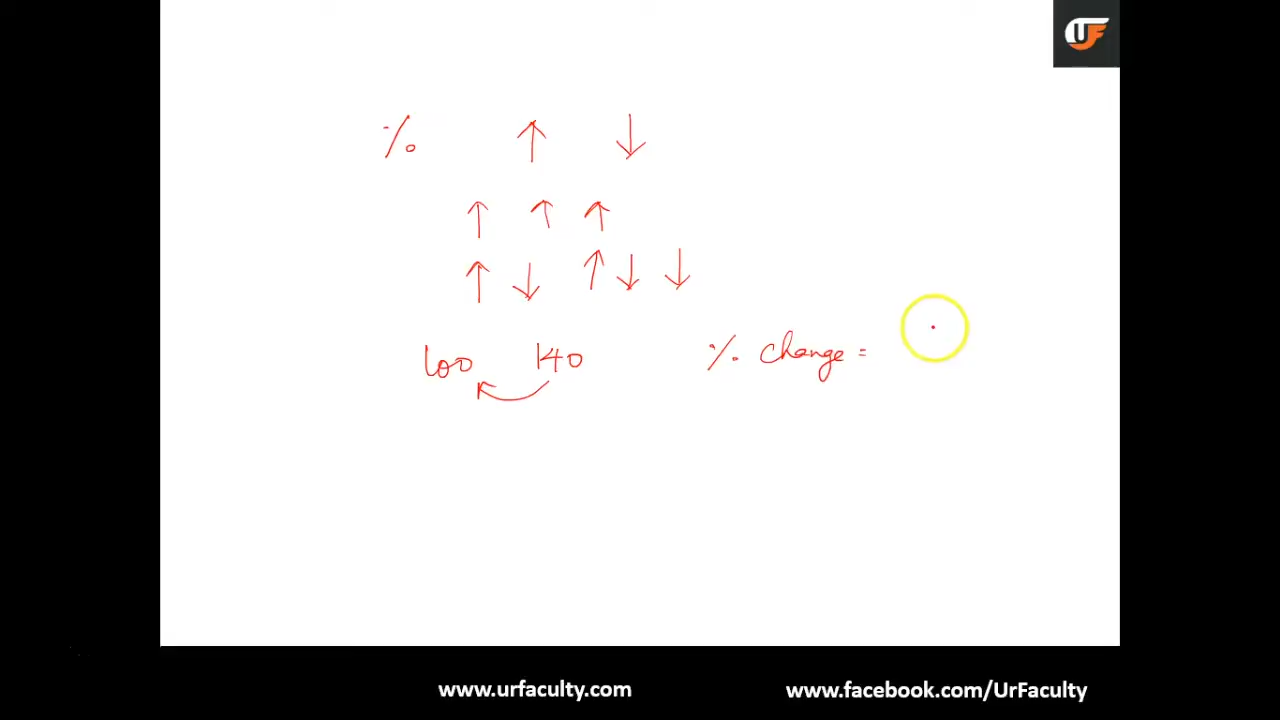 UF
% ↑ ↓
↑ ↑ ↑
↑ ↓ ↑ ↓ ↓
100 140 % change =
www.urfaculty.com www.facebook.com/UrFaculty